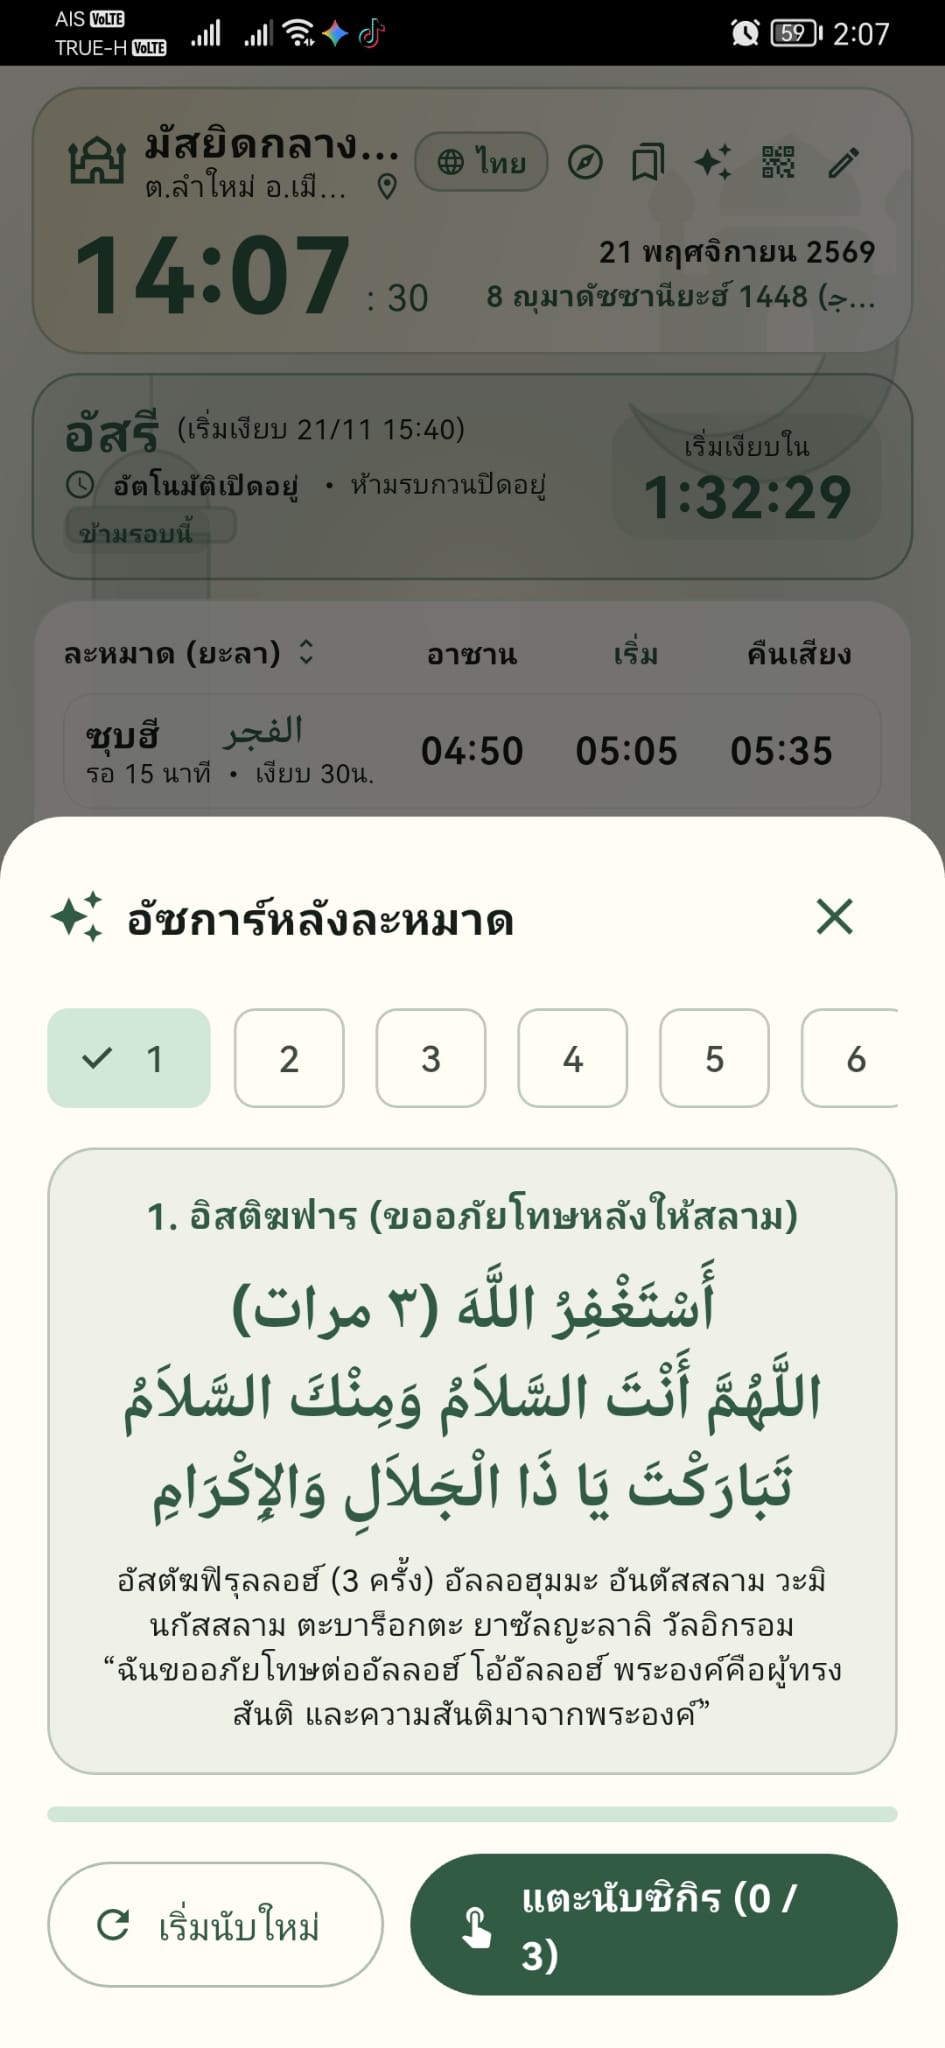 AIS VoLTE
TRUE-H VoLTE
59 2:07
มัสยิดกลาง...
ต.ลำใหม่ อ.เมื...
ไทย
14:07 : 30
21 พฤศจิกายน 2569
8 ญุมาดัซซานียะฮ์ 1448 (جـ...
อัสรี (เริ่มเงียบ 21/11 15:40)
อัตโนมัติเปิดอยู่ • ห้ามรบกวนปิดอยู่
ข้ามรอบนี้
เริ่มเงียบใน
1:32:29
ละหมาด (ยะลา) อาซาน เริ่ม คืนเสียง
ซุบฮี الفجر 04:50 05:05 05:35
รอ 15 นาที • เงียบ 30น.
อัซการ์หลังละหมาด
1 2 3 4 5 6
1. อิสติฆฟาร (ขออภัยโทษหลังให้สลาม)
أَسْتَغْفِرُ اللَّهَ (٣ مرات)
اللَّهُمَّ أَنْتَ السَّلاَمُ وَمِنْكَ السَّلاَمُ
تَبَارَكْتَ يَا ذَا الْجَلاَلِ وَالإِكْرَامِ
อัสตัฆฟิรุลลอฮ์ (3 ครั้ง) อัลลอฮุมมะ อันตัสสลาม วะมิ
นกัสสลาม ตะบาร็อกตะ ยาซัลญะลาลิ วัลอิกรอม
“ฉันขออภัยโทษต่ออัลลอฮ์ โอ้อัลลอฮ์ พระองค์คือผู้ทรง
สันติ และความสันติมาจากพระองค์”
เริ่มนับใหม่
แตะนับซิกิร (0 /
3)